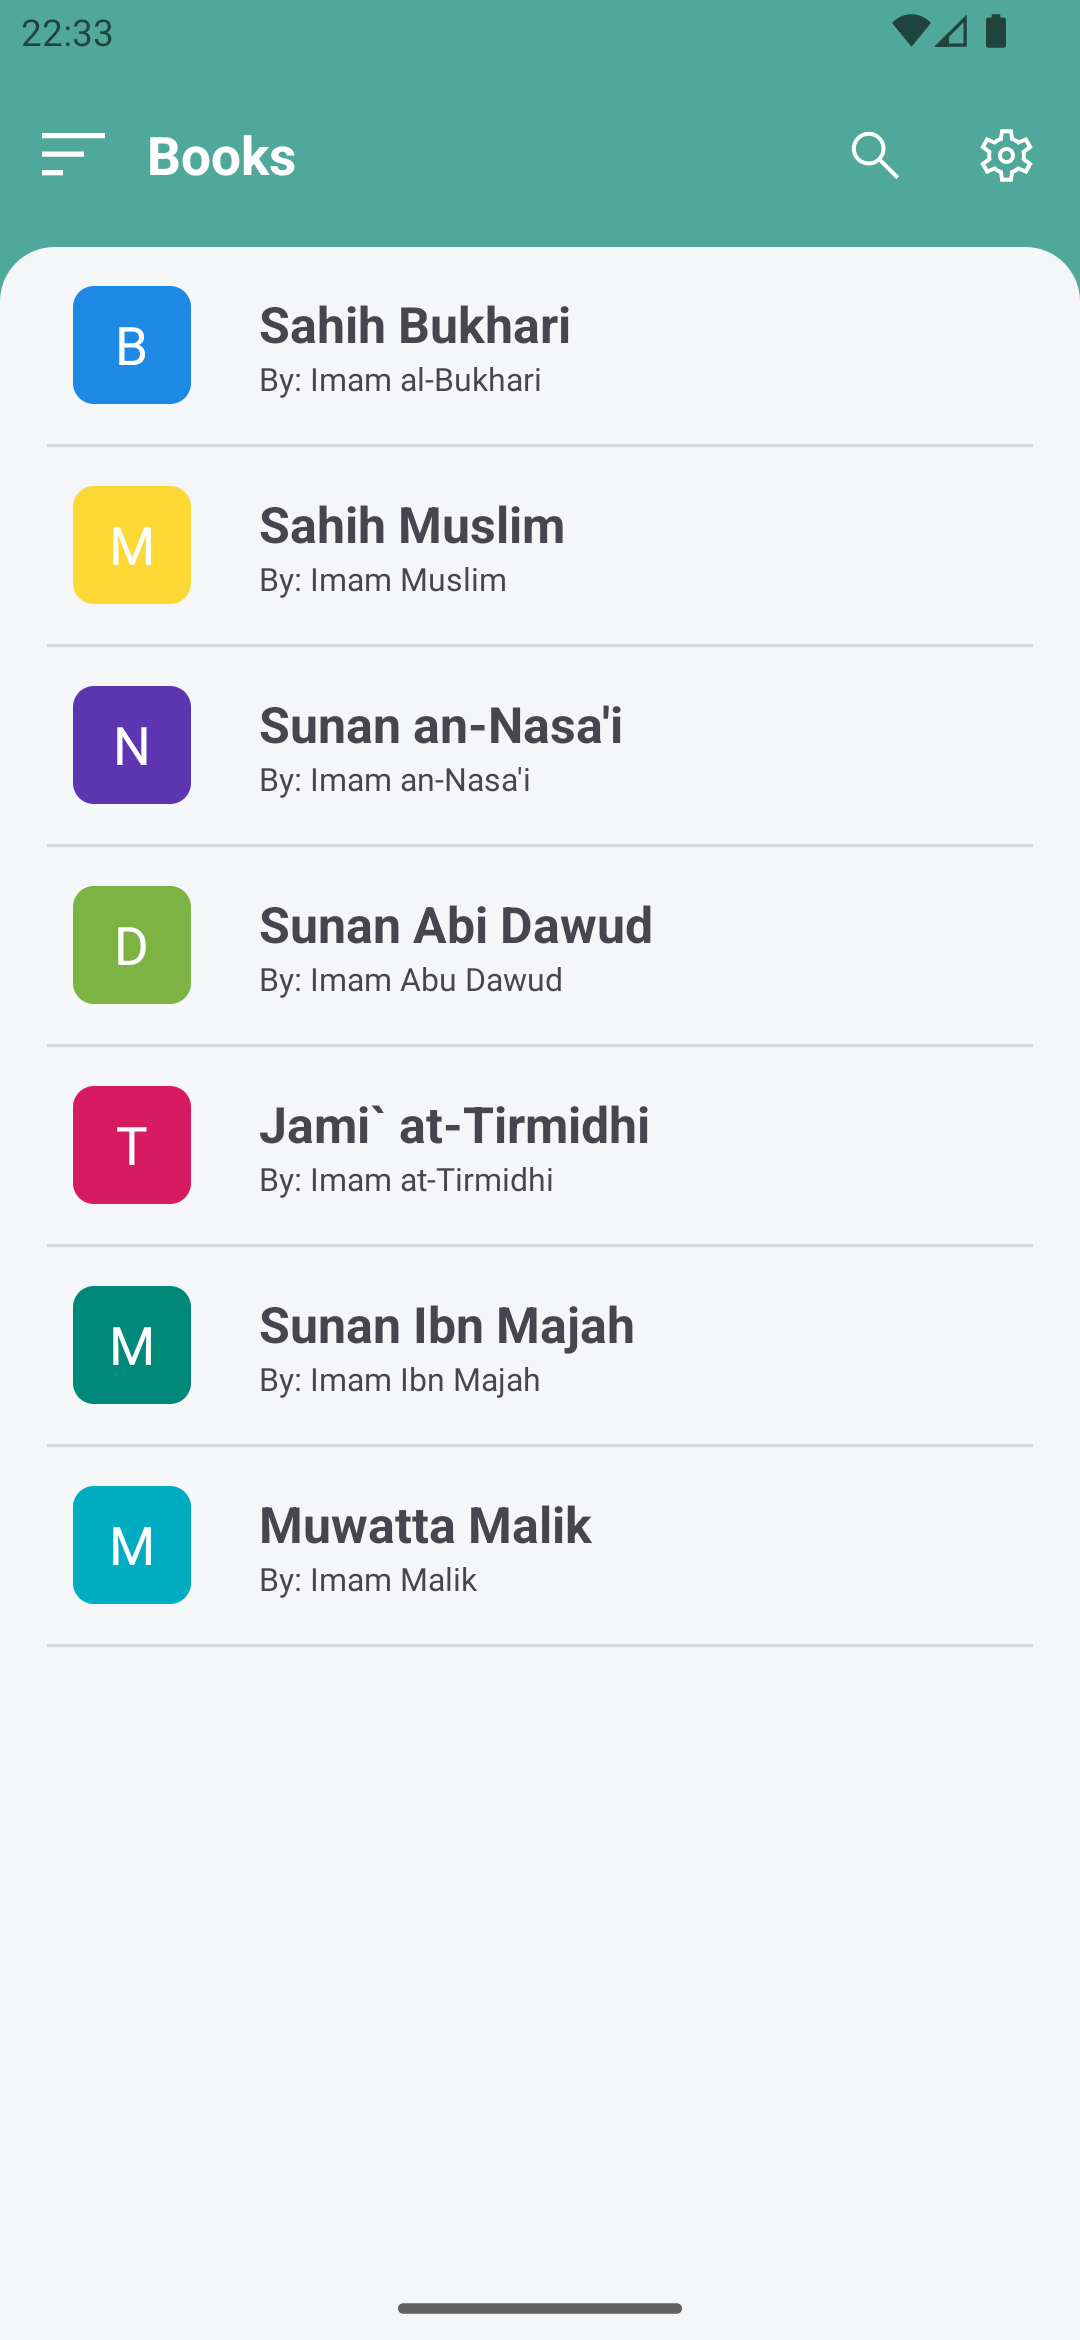 22:33
Books
B
Sahih Bukhari
By: Imam al-Bukhari
M
Sahih Muslim
By: Imam Muslim
N
Sunan an-Nasa'i
By: Imam an-Nasa'i
D
Sunan Abi Dawud
By: Imam Abu Dawud
T
Jami` at-Tirmidhi
By: Imam at-Tirmidhi
M
Sunan Ibn Majah
By: Imam Ibn Majah
M
Muwatta Malik
By: Imam Malik